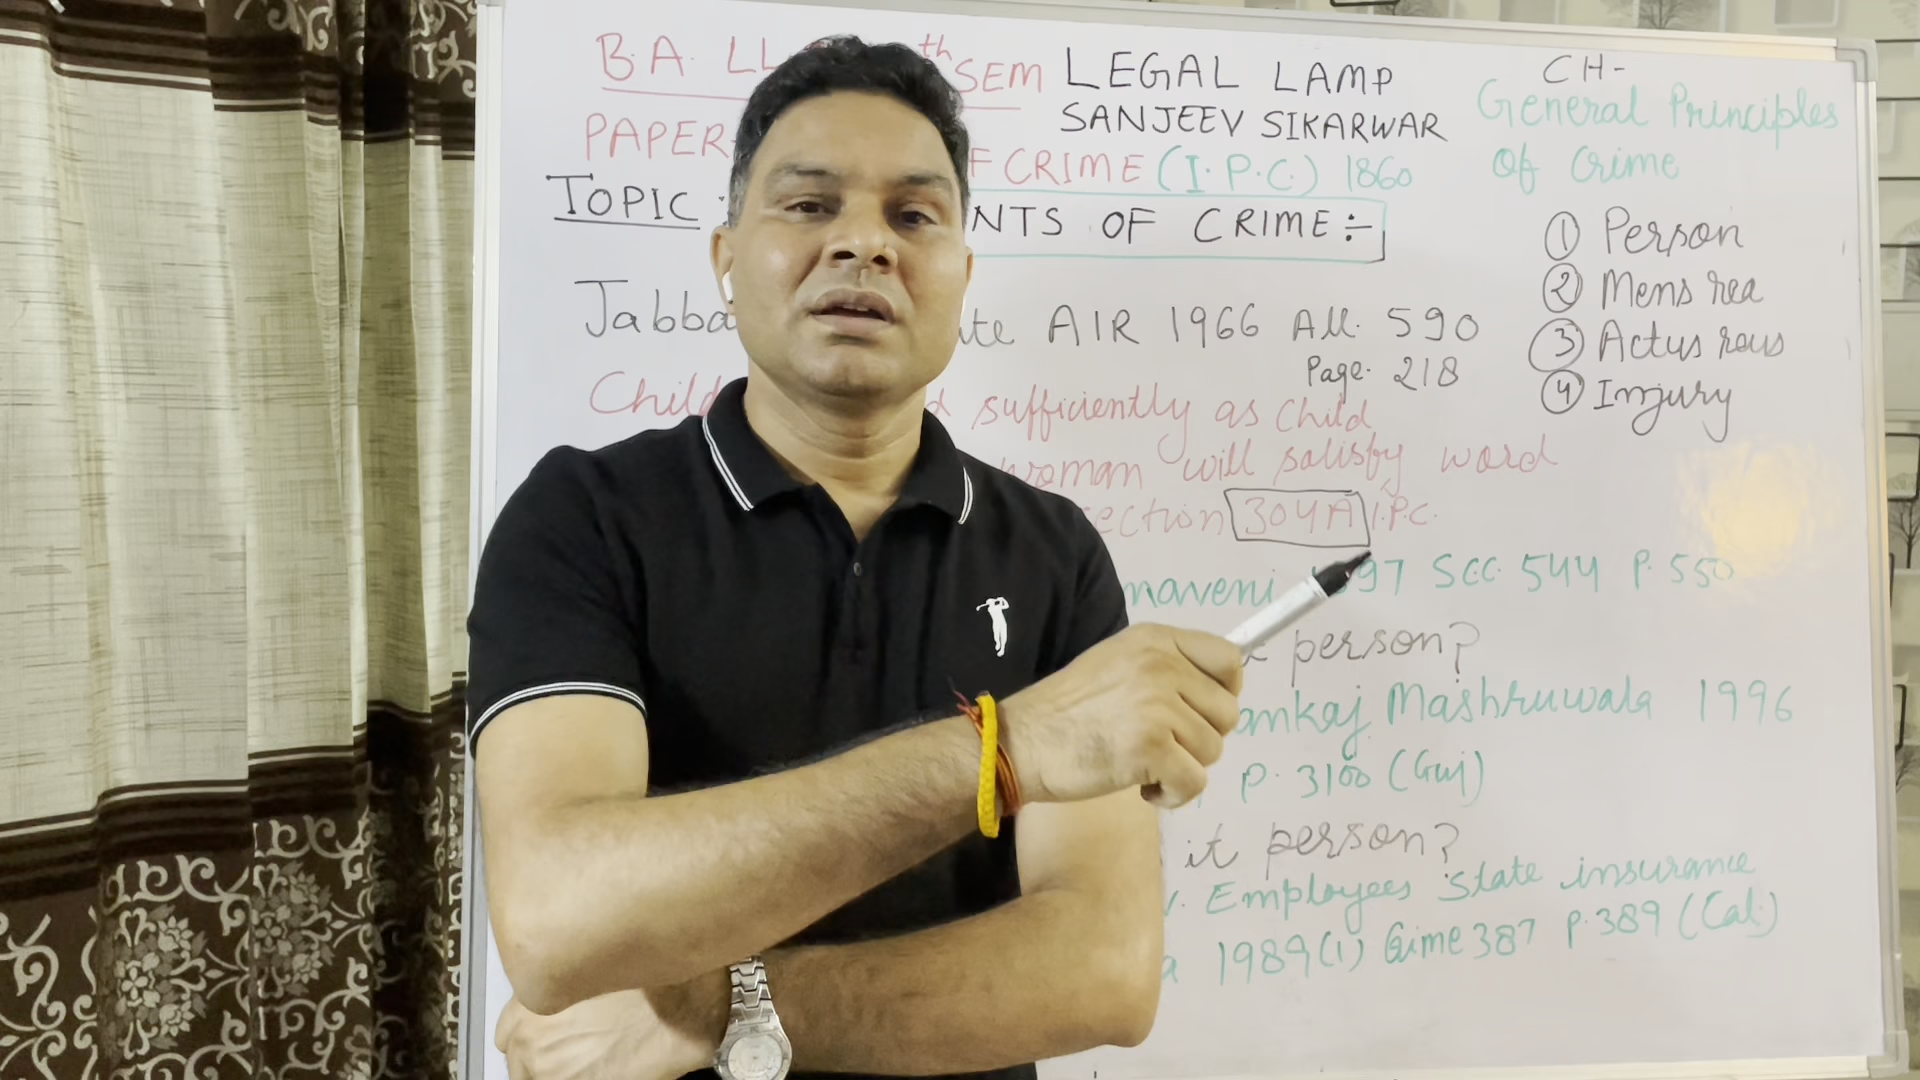 B.A. LL th SEM
LEGAL LAMP
SANJEEV SIKARWAR
PAPER F CRIME (I.P.C.) 1860
TOPIC : NTS OF CRIME :-
CH-
General Principles
of Crime
① Person
② Mens rea
③ Actus reus
④ Injury
Jabba ate AIR 1966 All. 590
Page. 218
Child d sufficiently as child
woman will satisfy word
section 304A I.P.C.
maveni 97 SCC 544 P. 550
person?
ankaj Mashruwala 1996
P. 3100 (Guj)
it person?
v. Employees State insurance
a 1989(1) Crime 387 P. 389 (Cal.)